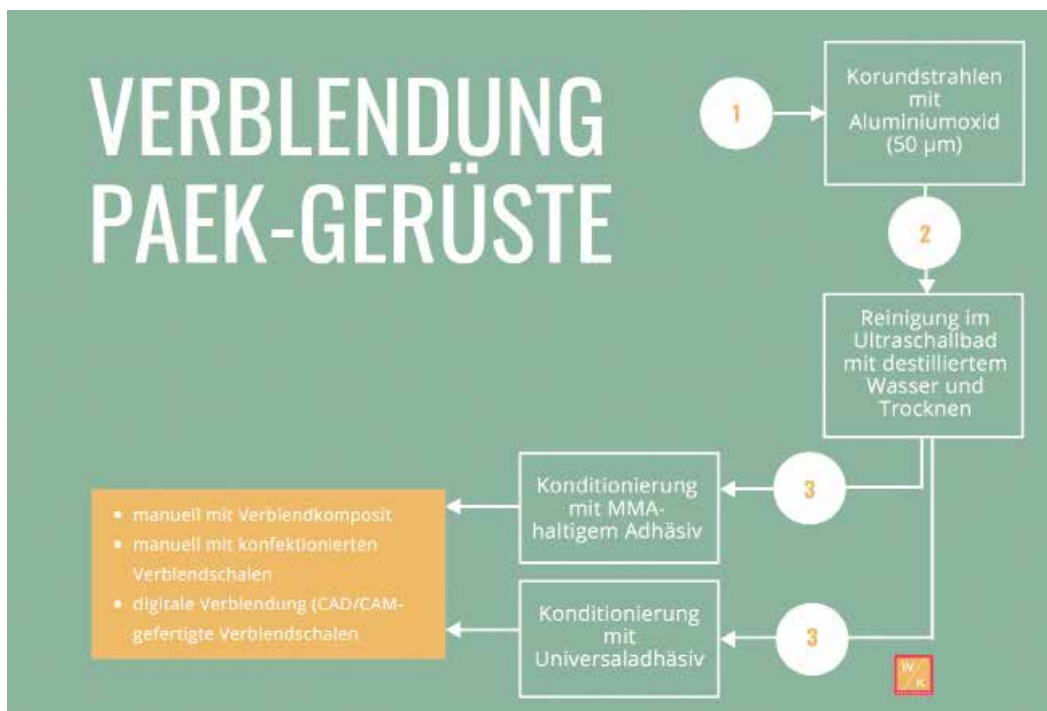 VERBLENDUNG
PAEK-GERÜSTE
1
Korundstrahlen
mit
Aluminiumoxid
(50 µm)
2
Reinigung im
Ultraschallbad
mit destilliertem
Wasser und
Trocknen
3
Konditionierung
mit MMA-
haltigem Adhäsiv
3
Konditionierung
mit
Universaladhäsiv
• manuell mit Verblendkomposit
• manuell mit konfektionierten
Verblendschalen
• digitale Verblendung (CAD/CAM-
gefertigte Verblendschalen
W/K